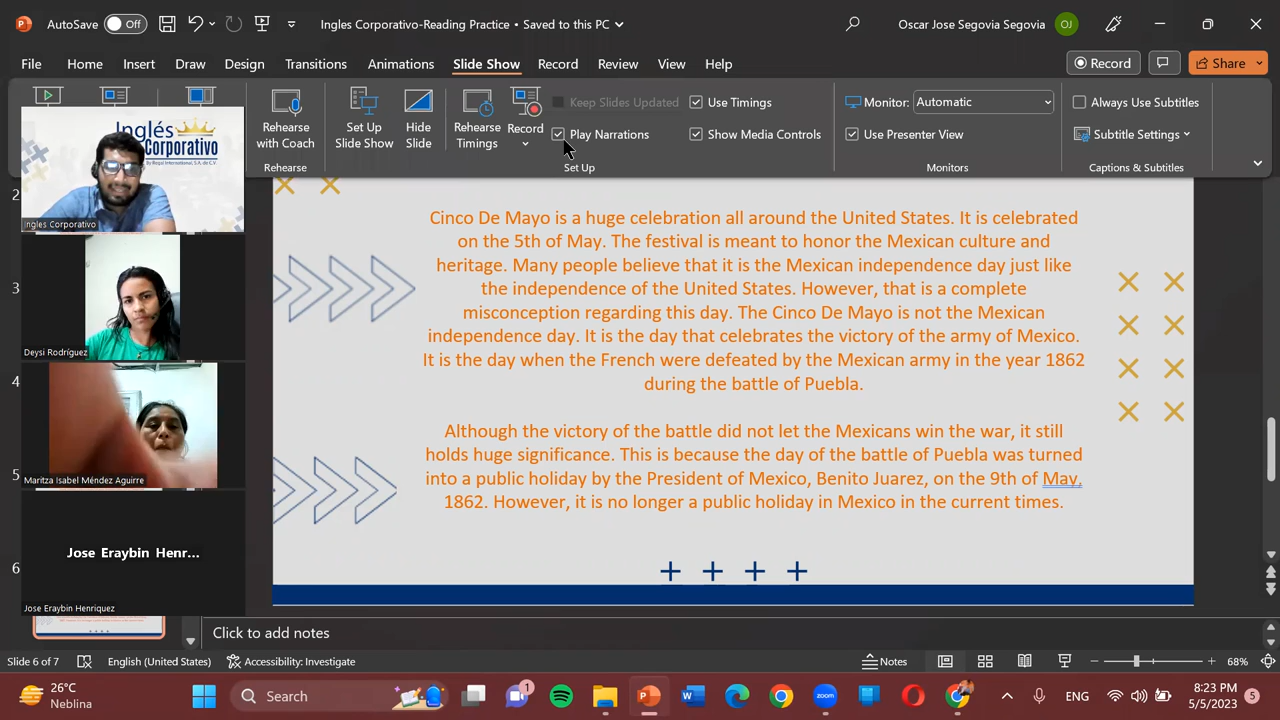 AutoSave Off
Ingles Corporativo-Reading Practice • Saved to this PC
Oscar Jose Segovia Segovia OJ
File Home Insert Draw Design Transitions Animations Slide Show Record Review View Help
Record Share
Rehearse with Coach
Set Up Slide Show
Hide Slide
Rehearse Timings
Record
Keep Slides Updated
Play Narrations
Use Timings
Show Media Controls
Monitor: Automatic
Use Presenter View
Always Use Subtitles
Subtitle Settings
Rehearse Set Up Monitors Captions & Subtitles
Inglés
Corporativo
By Regal International, S.A. de C.V.
Ingles Corporativo
Deysi Rodríguez
Maritza Isabel Méndez Aguirre
Jose Eraybin Henr...
Jose Eraybin Henriquez
2
3
4
5
6
Cinco De Mayo is a huge celebration all around the United States. It is celebrated
on the 5th of May. The festival is meant to honor the Mexican culture and
heritage. Many people believe that it is the Mexican independence day just like
the independence of the United States. However, that is a complete
misconception regarding this day. The Cinco De Mayo is not the Mexican
independence day. It is the day that celebrates the victory of the army of Mexico.
It is the day when the French were defeated by the Mexican army in the year 1862
during the battle of Puebla.
Although the victory of the battle did not let the Mexicans win the war, it still
holds huge significance. This is because the day of the battle of Puebla was turned
into a public holiday by the President of Mexico, Benito Juarez, on the 9th of May,
1862. However, it is no longer a public holiday in Mexico in the current times.
Click to add notes
Slide 6 of 7 English (United States) Accessibility: Investigate Notes 68%
26°C
Neblina
Search
1
ENG
8:23 PM
5/5/2023
5